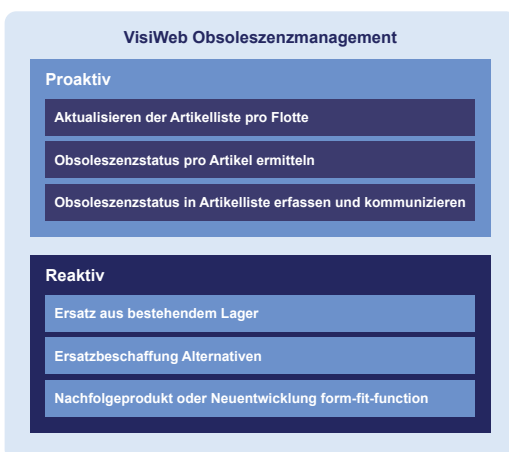 VisiWeb Obsoleszenzmanagement
Proaktiv
Aktualisieren der Artikelliste pro Flotte
Obsoleszenzstatus pro Artikel ermitteln
Obsoleszenzstatus in Artikelliste erfassen und kommunizieren
Reaktiv
Ersatz aus bestehendem Lager
Ersatzbeschaffung Alternativen
Nachfolgeprodukt oder Neuentwicklung form-fit-function